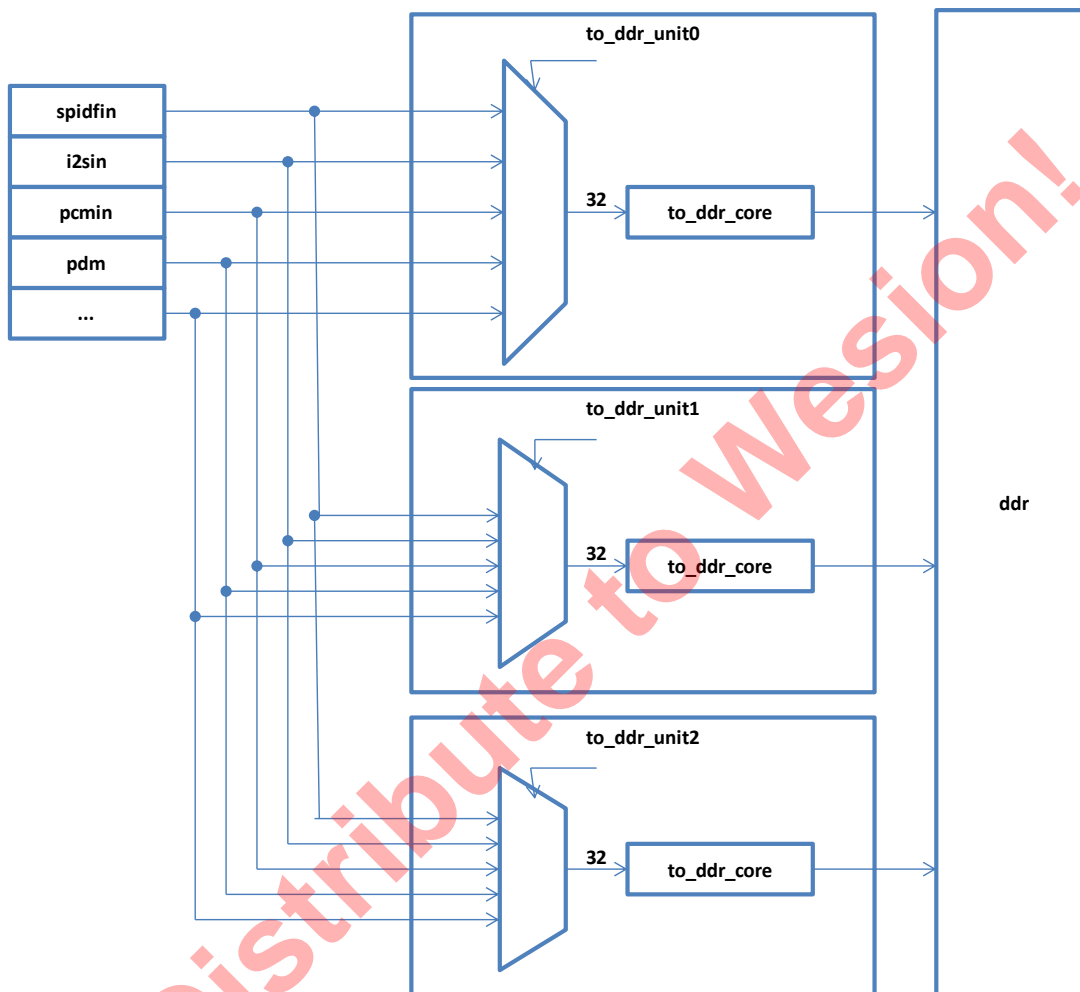 to_ddr_unit0
spidfin
i2sin
pcmin
pdm
...
32
to_ddr_core
to_ddr_unit1
32
to_ddr_core
ddr
to_ddr_unit2
32
to_ddr_core
Distribute to Wesion!